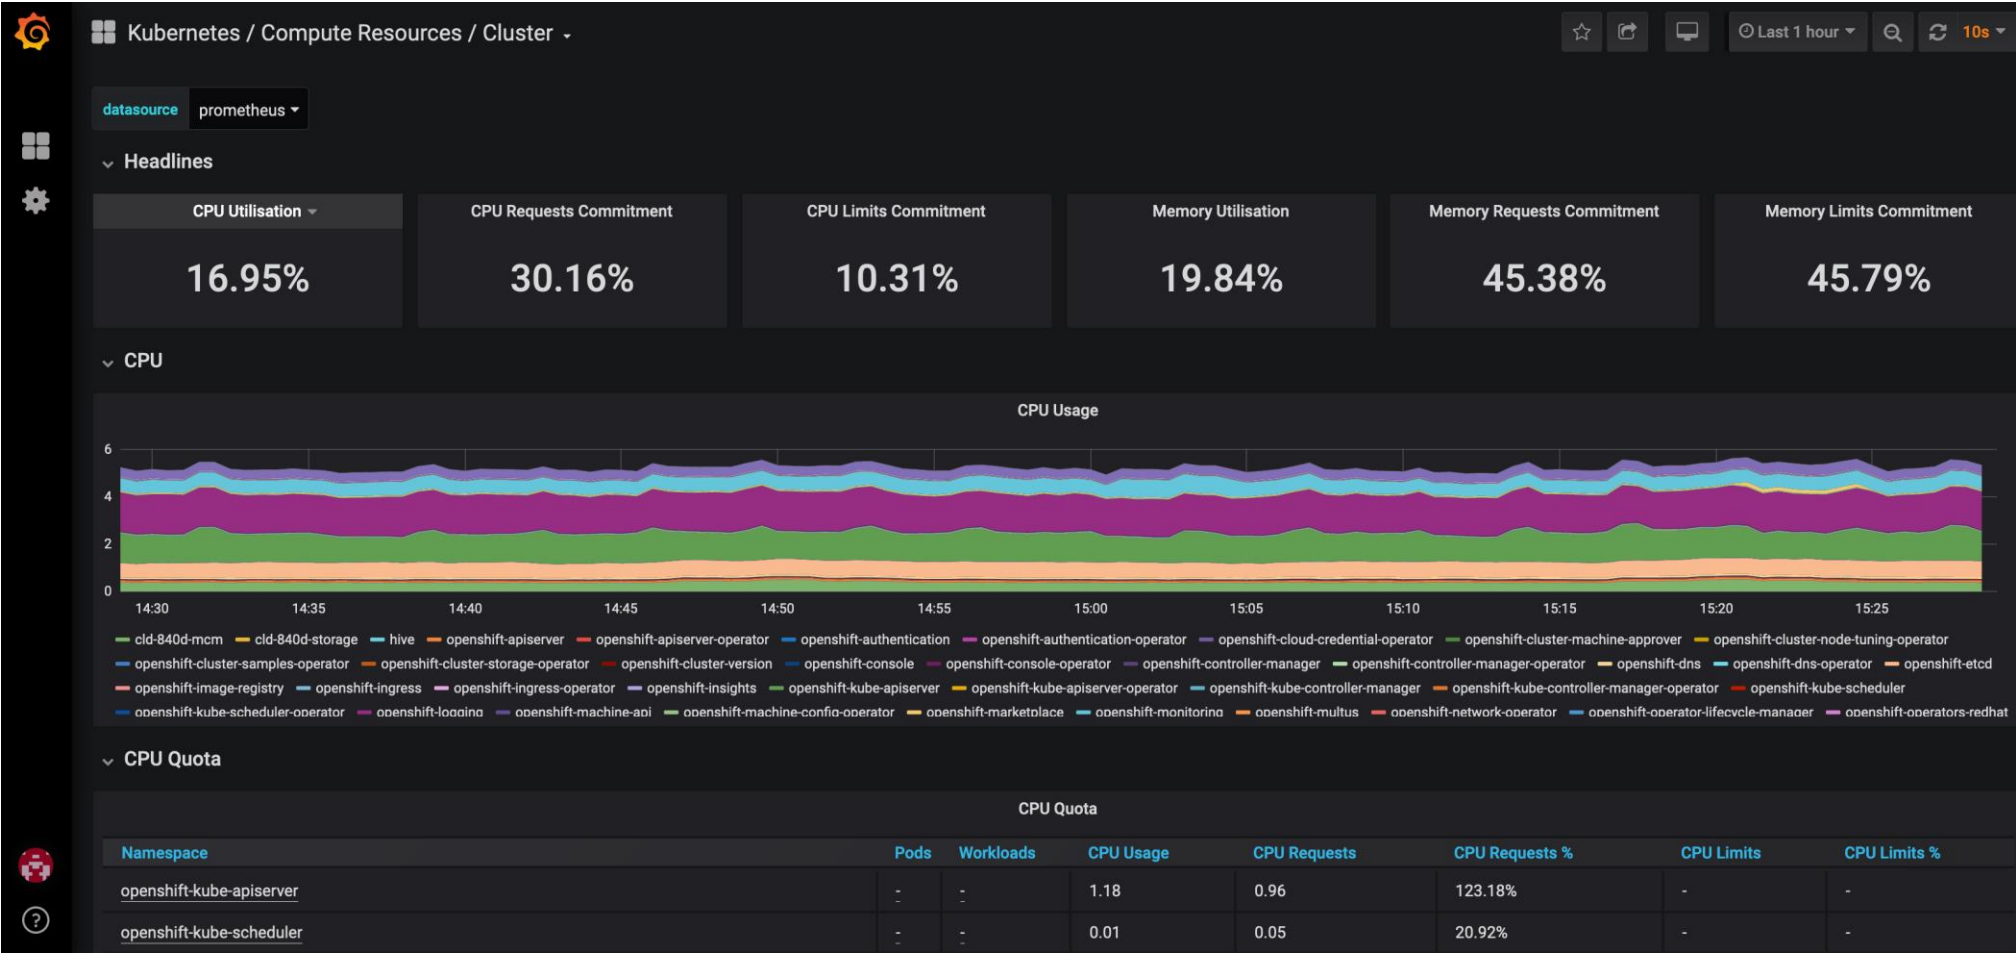 Kubernetes / Compute Resources / Cluster
Last 1 hour
10s
datasource prometheus
Headlines
CPU Utilisation CPU Requests Commitment CPU Limits Commitment Memory Utilisation Memory Requests Commitment Memory Limits Commitment
16.95% 30.16% 10.31% 19.84% 45.38% 45.79%
CPU
CPU Usage
6
4
2
0
14:30 14:35 14:40 14:45 14:50 14:55 15:00 15:05 15:10 15:15 15:20 15:25
cld-840d-mcm cld-840d-storage hive openshift-apiserver openshift-apiserver-operator openshift-authentication openshift-authentication-operator openshift-cloud-credential-operator openshift-cluster-machine-approver openshift-cluster-node-tuning-operator
openshift-cluster-samples-operator openshift-cluster-storage-operator openshift-cluster-version openshift-console openshift-console-operator openshift-controller-manager openshift-controller-manager-operator openshift-dns openshift-dns-operator openshift-etcd
openshift-image-registry openshift-ingress openshift-ingress-operator openshift-insights openshift-kube-apiserver openshift-kube-apiserver-operator openshift-kube-controller-manager openshift-kube-controller-manager-operator openshift-kube-scheduler
openshift-kube-scheduler-operator openshift-logging openshift-machine-api openshift-machine-config-operator openshift-marketplace openshift-monitoring openshift-multus openshift-network-operator openshift-operator-lifecycle-manager openshift-operators-redhat
CPU Quota
CPU Quota
Namespace Pods Workloads CPU Usage CPU Requests CPU Requests % CPU Limits CPU Limits %
openshift-kube-apiserver - - 1.18 0.96 123.18% - -
openshift-kube-scheduler - - 0.01 0.05 20.92% - -